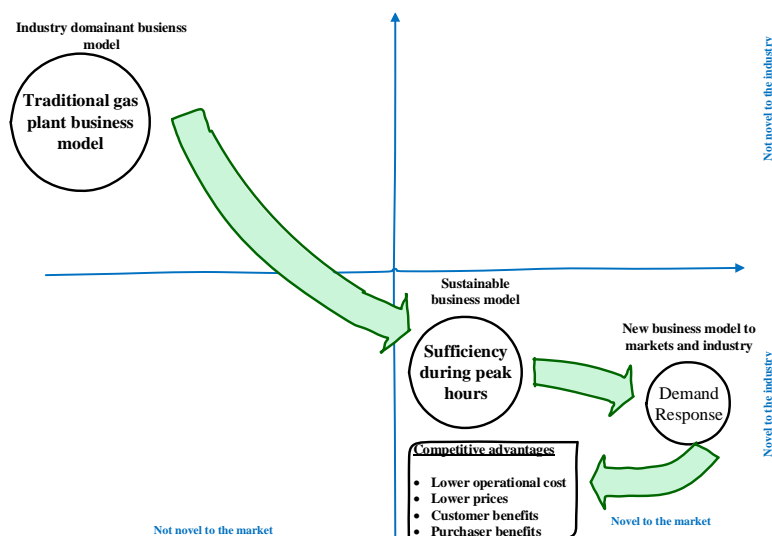 Industry domainant busienss
model
Traditional gas
plant business
model
Not novel to the industry
Sustainable
business model
Sufficiency
during peak
hours
New business model to
markets and industry
Demand
Response
Novel to the industry
Competitive advantages
• Lower operational cost
• Lower prices
• Customer benefits
• Purchaser benefits
Not novel to the market
Novel to the market